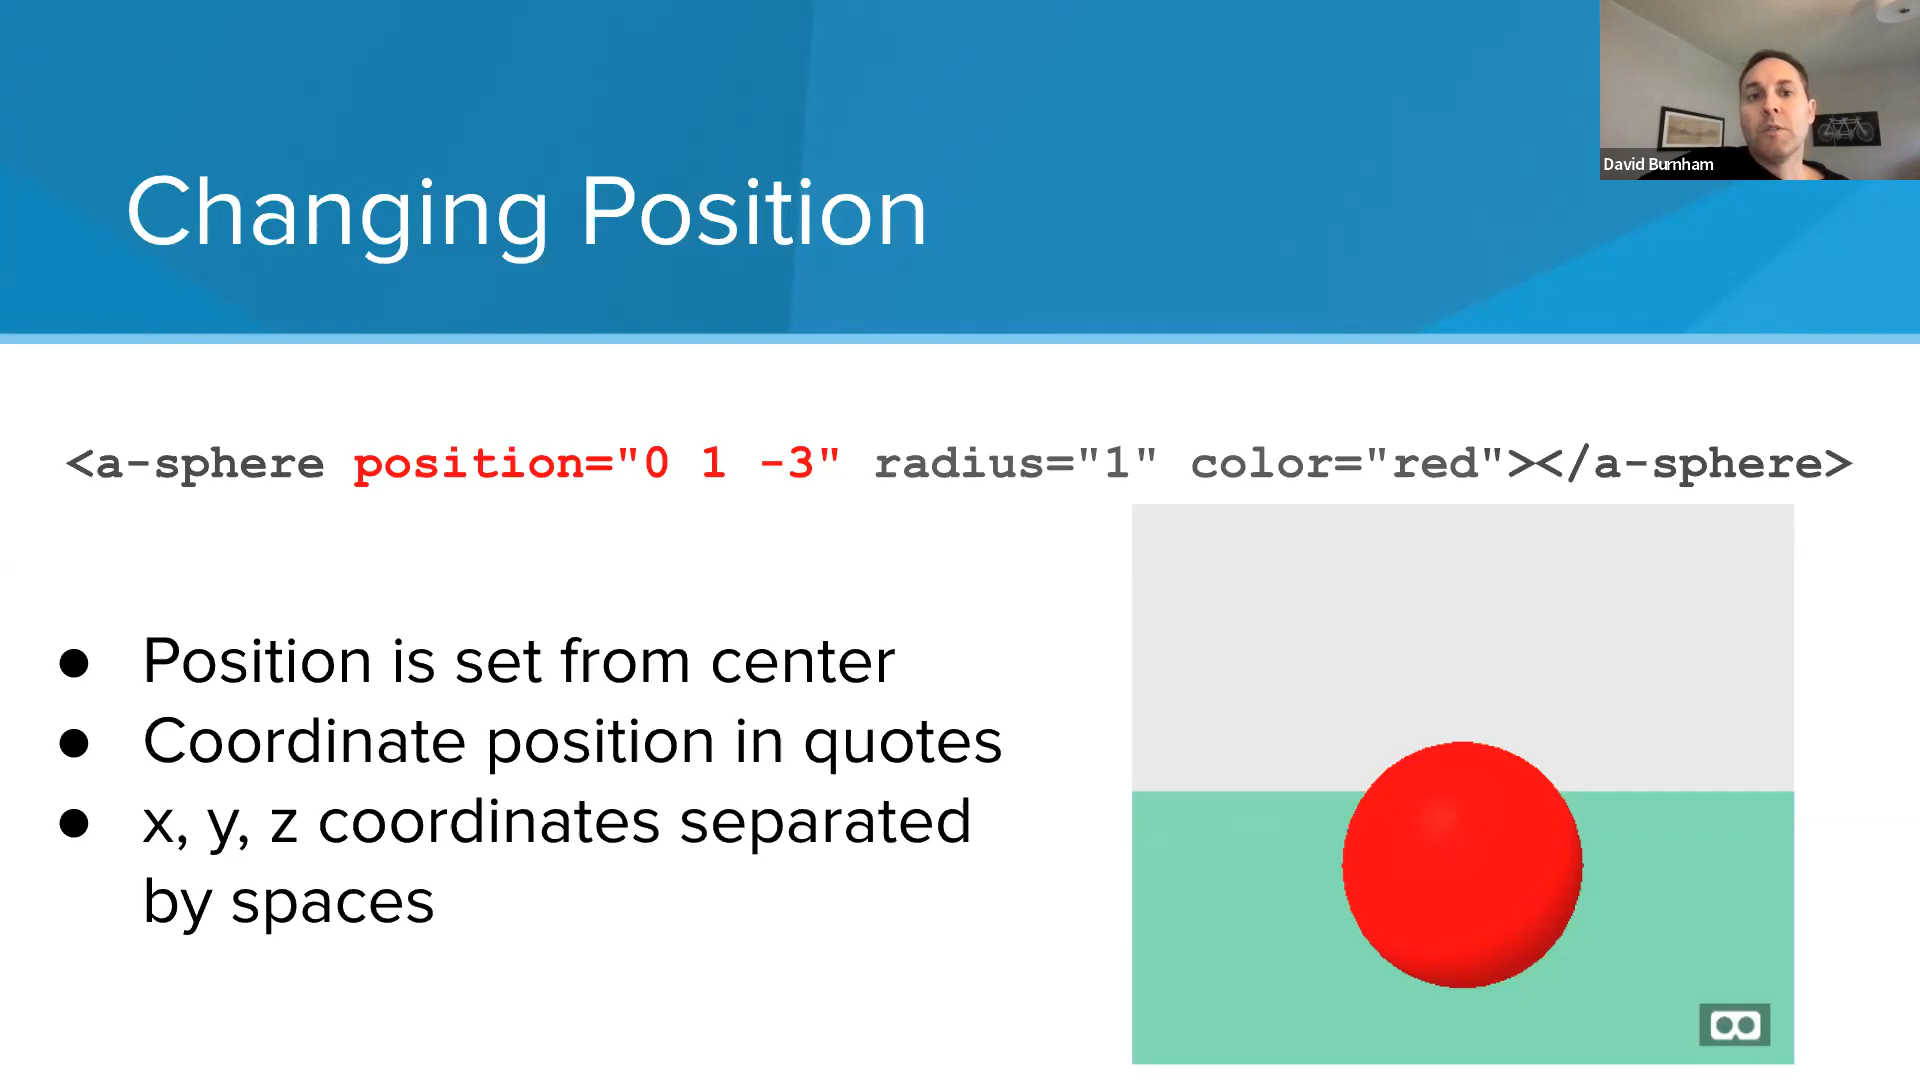 David Burnham
Changing Position
<a-sphere position="0 1 -3" radius="1" color="red"></a-sphere>
● Position is set from center
● Coordinate position in quotes
● x, y, z coordinates separated
by spaces